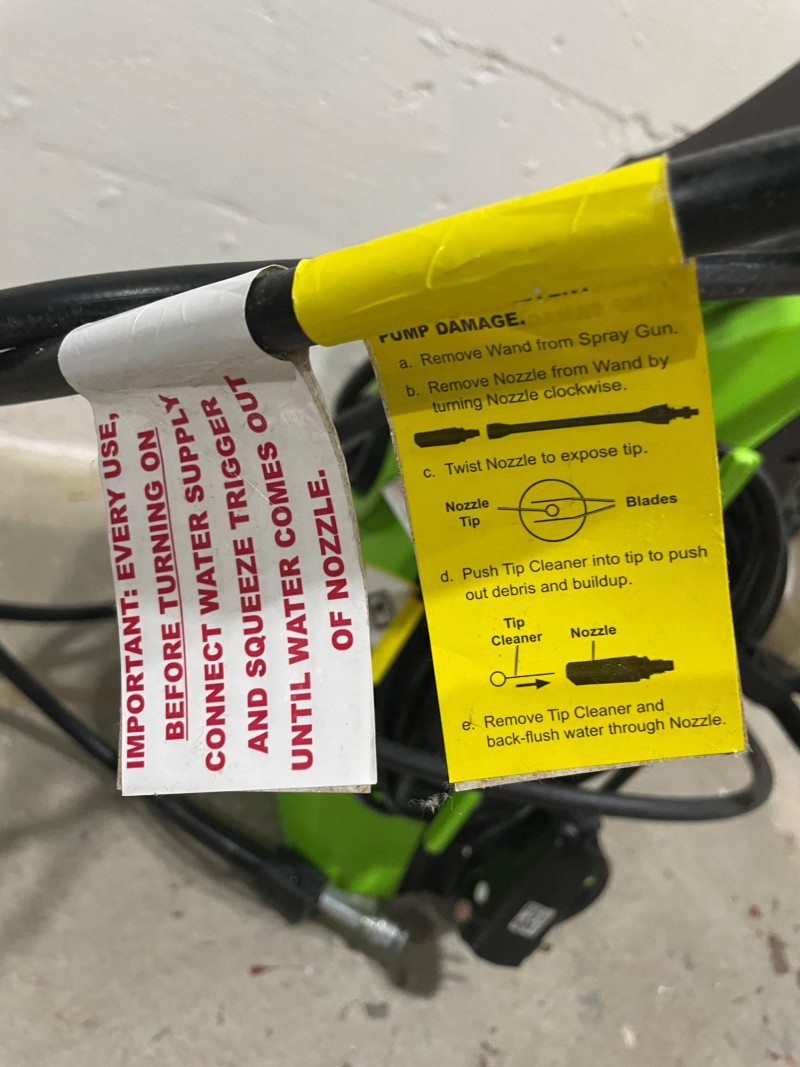 IMPORTANT: EVERY USE,
BEFORE TURNING ON
CONNECT WATER SUPPLY
AND SQUEEZE TRIGGER
UNTIL WATER COMES OUT
OF NOZZLE.
PUMP DAMAGE.
a. Remove Wand from Spray Gun.
b. Remove Nozzle from Wand by
turning Nozzle clockwise.
c. Twist Nozzle to expose tip.
Nozzle
Tip
Blades
d. Push Tip Cleaner into tip to push
out debris and buildup.
Tip
Cleaner
Nozzle
e. Remove Tip Cleaner and
back-flush water through Nozzle.